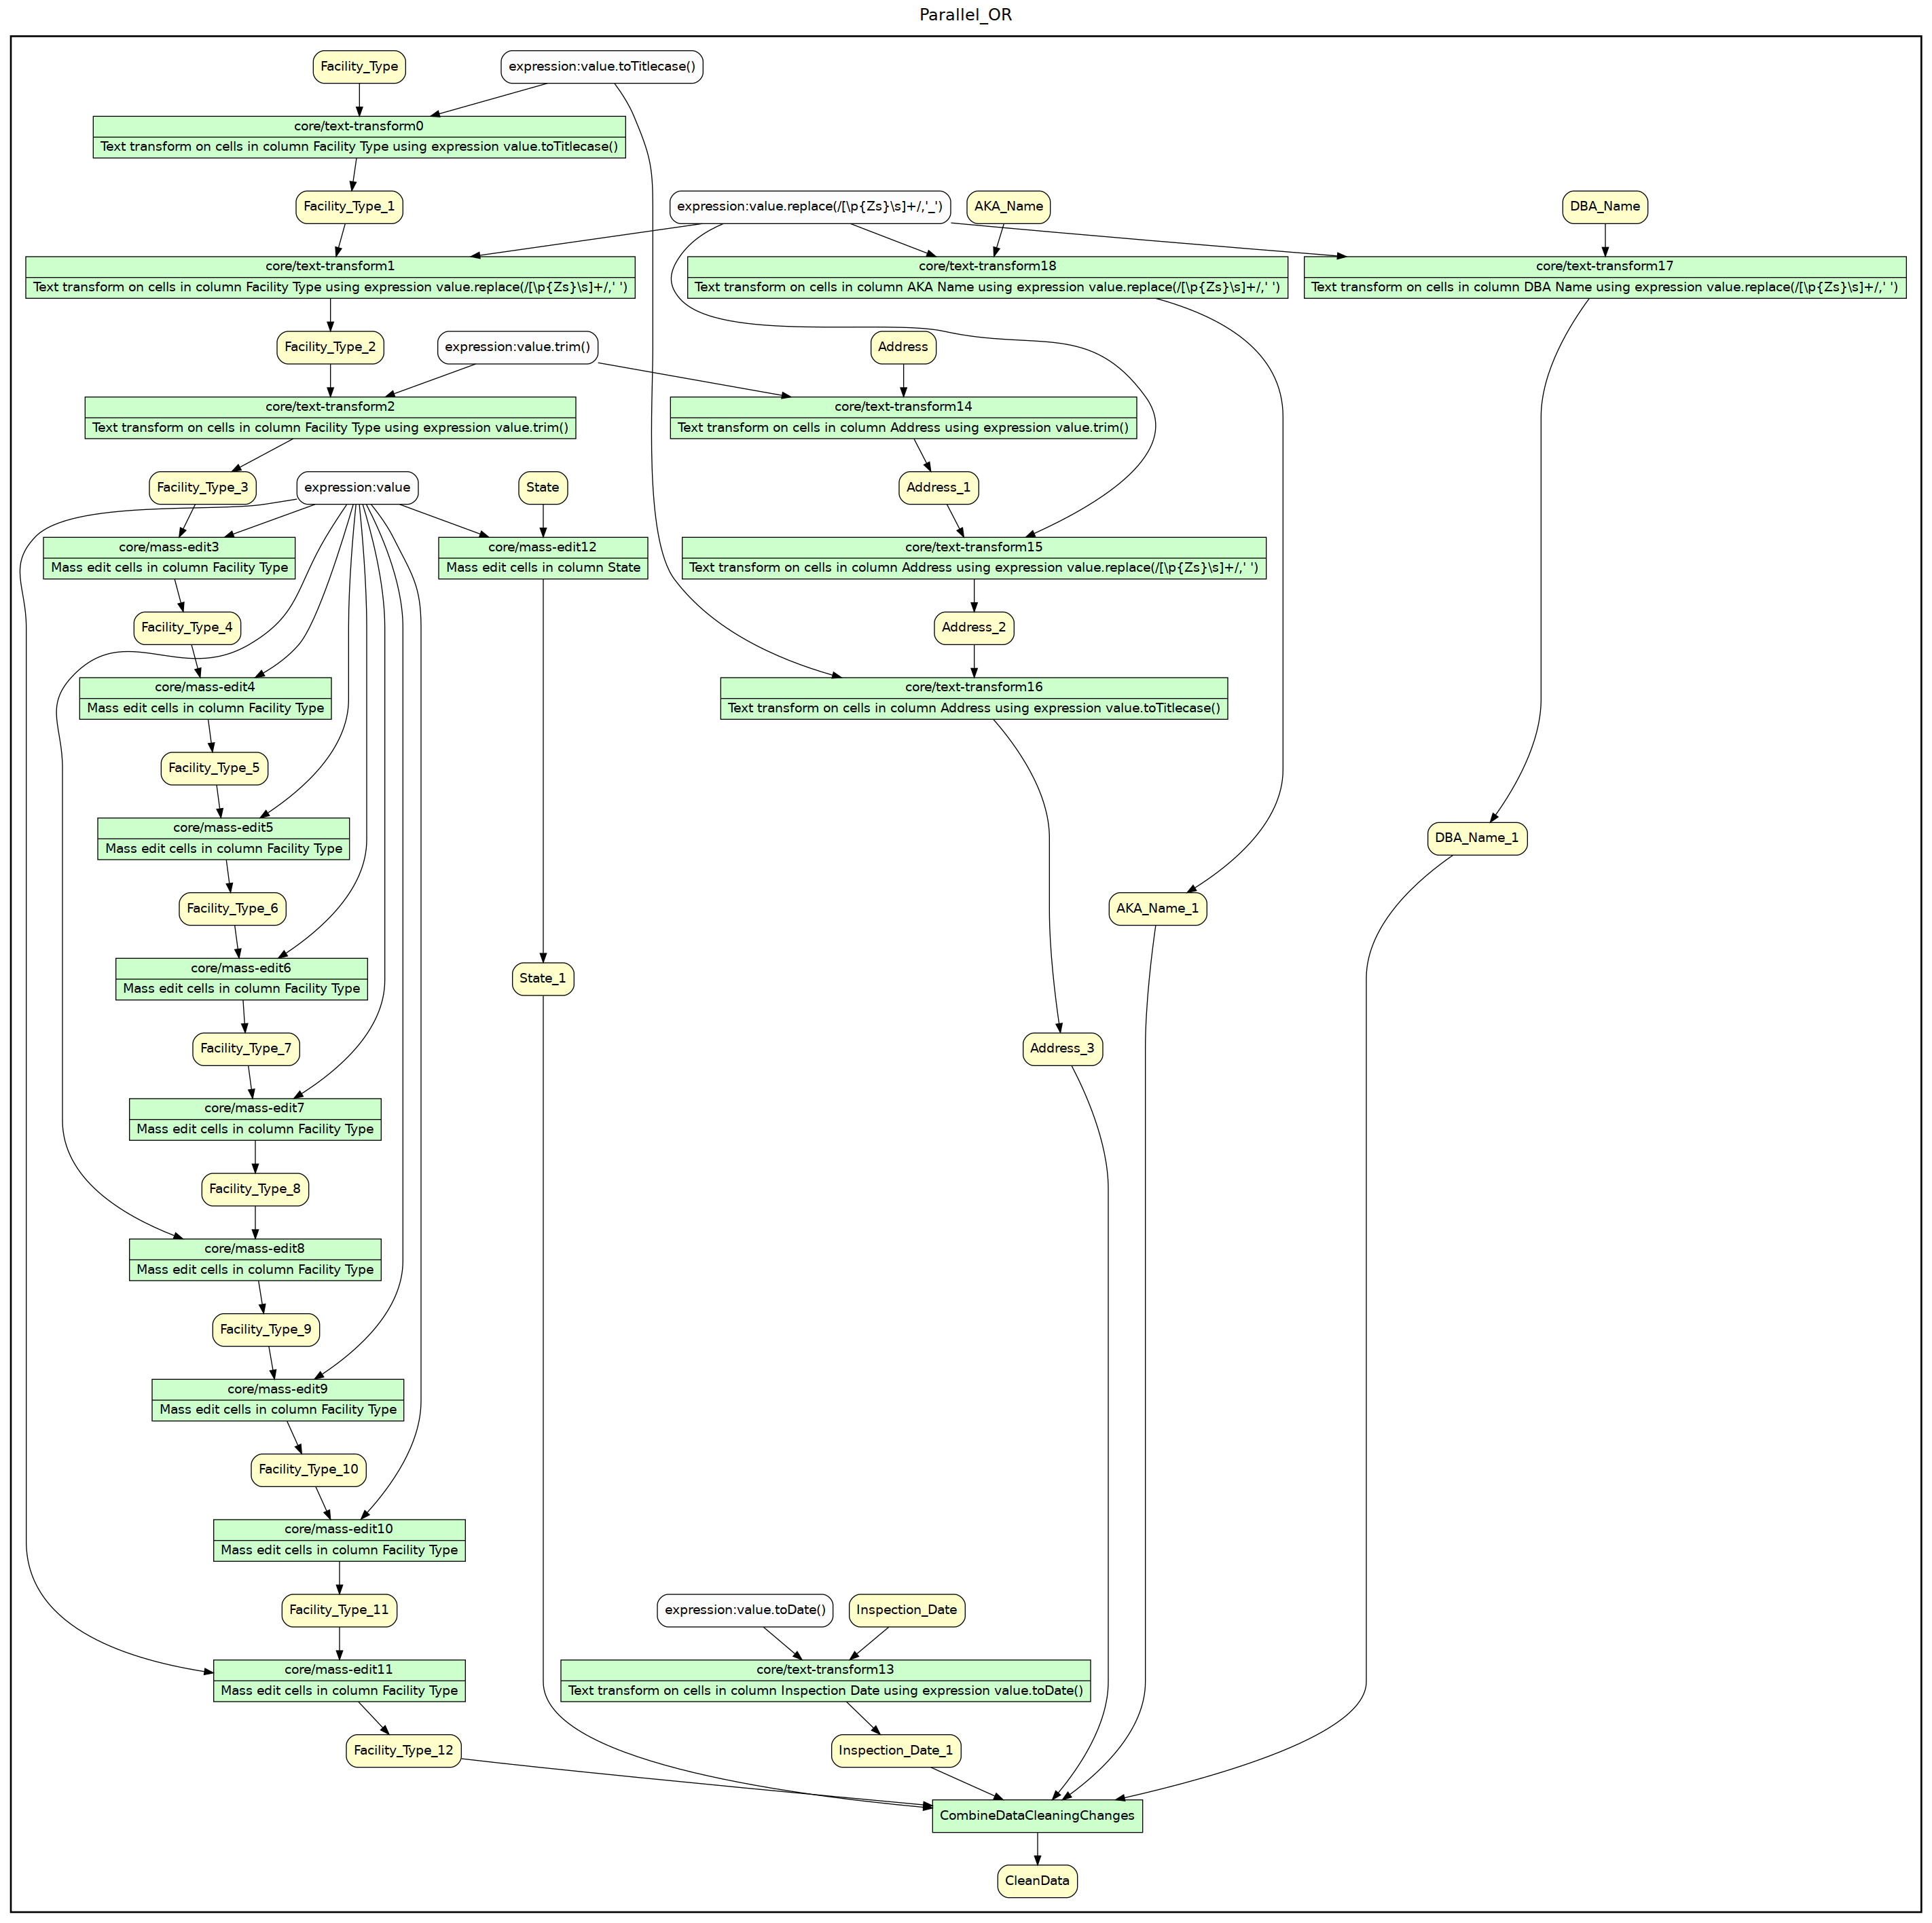 Parallel_OR
Facility_Type
expression:value.toTitlecase()
core/text-transform0
Text transform on cells in column Facility Type using expression value.toTitlecase()
Facility_Type_1
expression:value.replace(/[\p{Zs}\s]+/,'_')
AKA_Name
DBA_Name
core/text-transform1
Text transform on cells in column Facility Type using expression value.replace(/[\p{Zs}\s]+/,' ')
core/text-transform18
Text transform on cells in column AKA Name using expression value.replace(/[\p{Zs}\s]+/,' ')
core/text-transform17
Text transform on cells in column DBA Name using expression value.replace(/[\p{Zs}\s]+/,' ')
Facility_Type_2
expression:value.trim()
Address
core/text-transform2
Text transform on cells in column Facility Type using expression value.trim()
core/text-transform14
Text transform on cells in column Address using expression value.trim()
Facility_Type_3
expression:value
State
Address_1
core/mass-edit3
Mass edit cells in column Facility Type
core/mass-edit12
Mass edit cells in column State
core/text-transform15
Text transform on cells in column Address using expression value.replace(/[\p{Zs}\s]+/,' ')
Facility_Type_4
Address_2
core/mass-edit4
Mass edit cells in column Facility Type
core/text-transform16
Text transform on cells in column Address using expression value.toTitlecase()
Facility_Type_5
core/mass-edit5
Mass edit cells in column Facility Type
DBA_Name_1
Facility_Type_6
AKA_Name_1
core/mass-edit6
Mass edit cells in column Facility Type
State_1
Facility_Type_7
Address_3
core/mass-edit7
Mass edit cells in column Facility Type
Facility_Type_8
core/mass-edit8
Mass edit cells in column Facility Type
Facility_Type_9
core/mass-edit9
Mass edit cells in column Facility Type
Facility_Type_10
core/mass-edit10
Mass edit cells in column Facility Type
Facility_Type_11
expression:value.toDate()
Inspection_Date
core/mass-edit11
Mass edit cells in column Facility Type
core/text-transform13
Text transform on cells in column Inspection Date using expression value.toDate()
Facility_Type_12
Inspection_Date_1
CombineDataCleaningChanges
CleanData